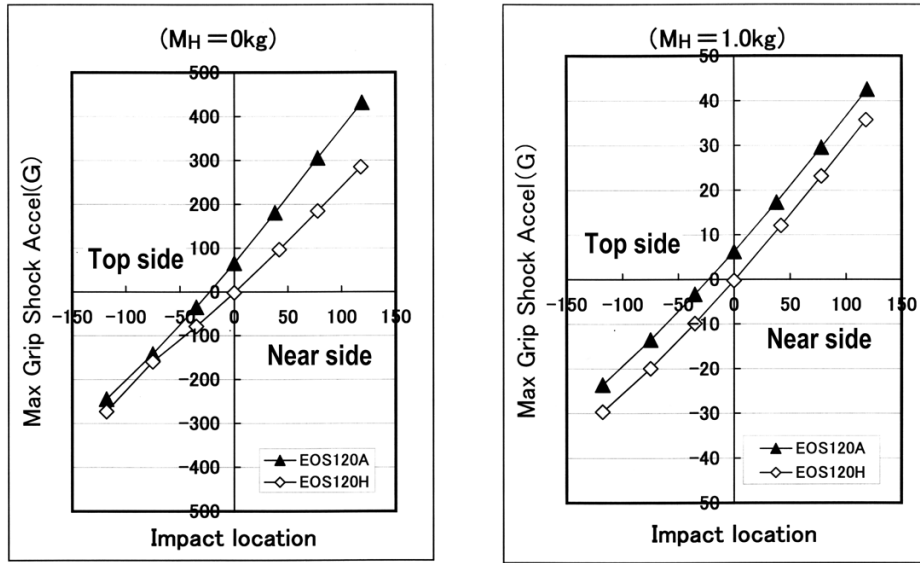 (MH=0kg)
500
400
300
200
100
0
-100
-200
-300
-400
500
-150 -100 -50 0 50 100 150
Max Grip Shock Accel(G)
Top side
Near side
EOS120A
EOS120H
Impact location
(MH=1.0kg)
50
40
30
20
10
0
-10
-20
-30
-40
50
-150 -100 -50 0 50 100 150
Max Grip Shock Accel(G)
Top side
Near side
EOS120A
EOS120H
Impact location